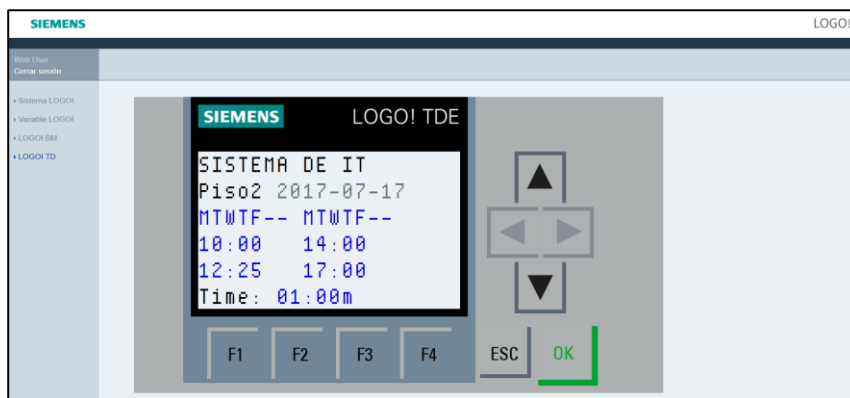 SIEMENS LOGO!
Web User
Cerrar sesión
Sistema LOGO!
Variable LOGO!
LOGO! BM
LOGO! TD
SIEMENS LOGO! TDE
SISTEMA DE IT
Piso2 2017-07-17
MTWTF-- MTWTF--
10:00 14:00
12:25 17:00
Time: 01:00m
F1 F2 F3 F4 ESC OK